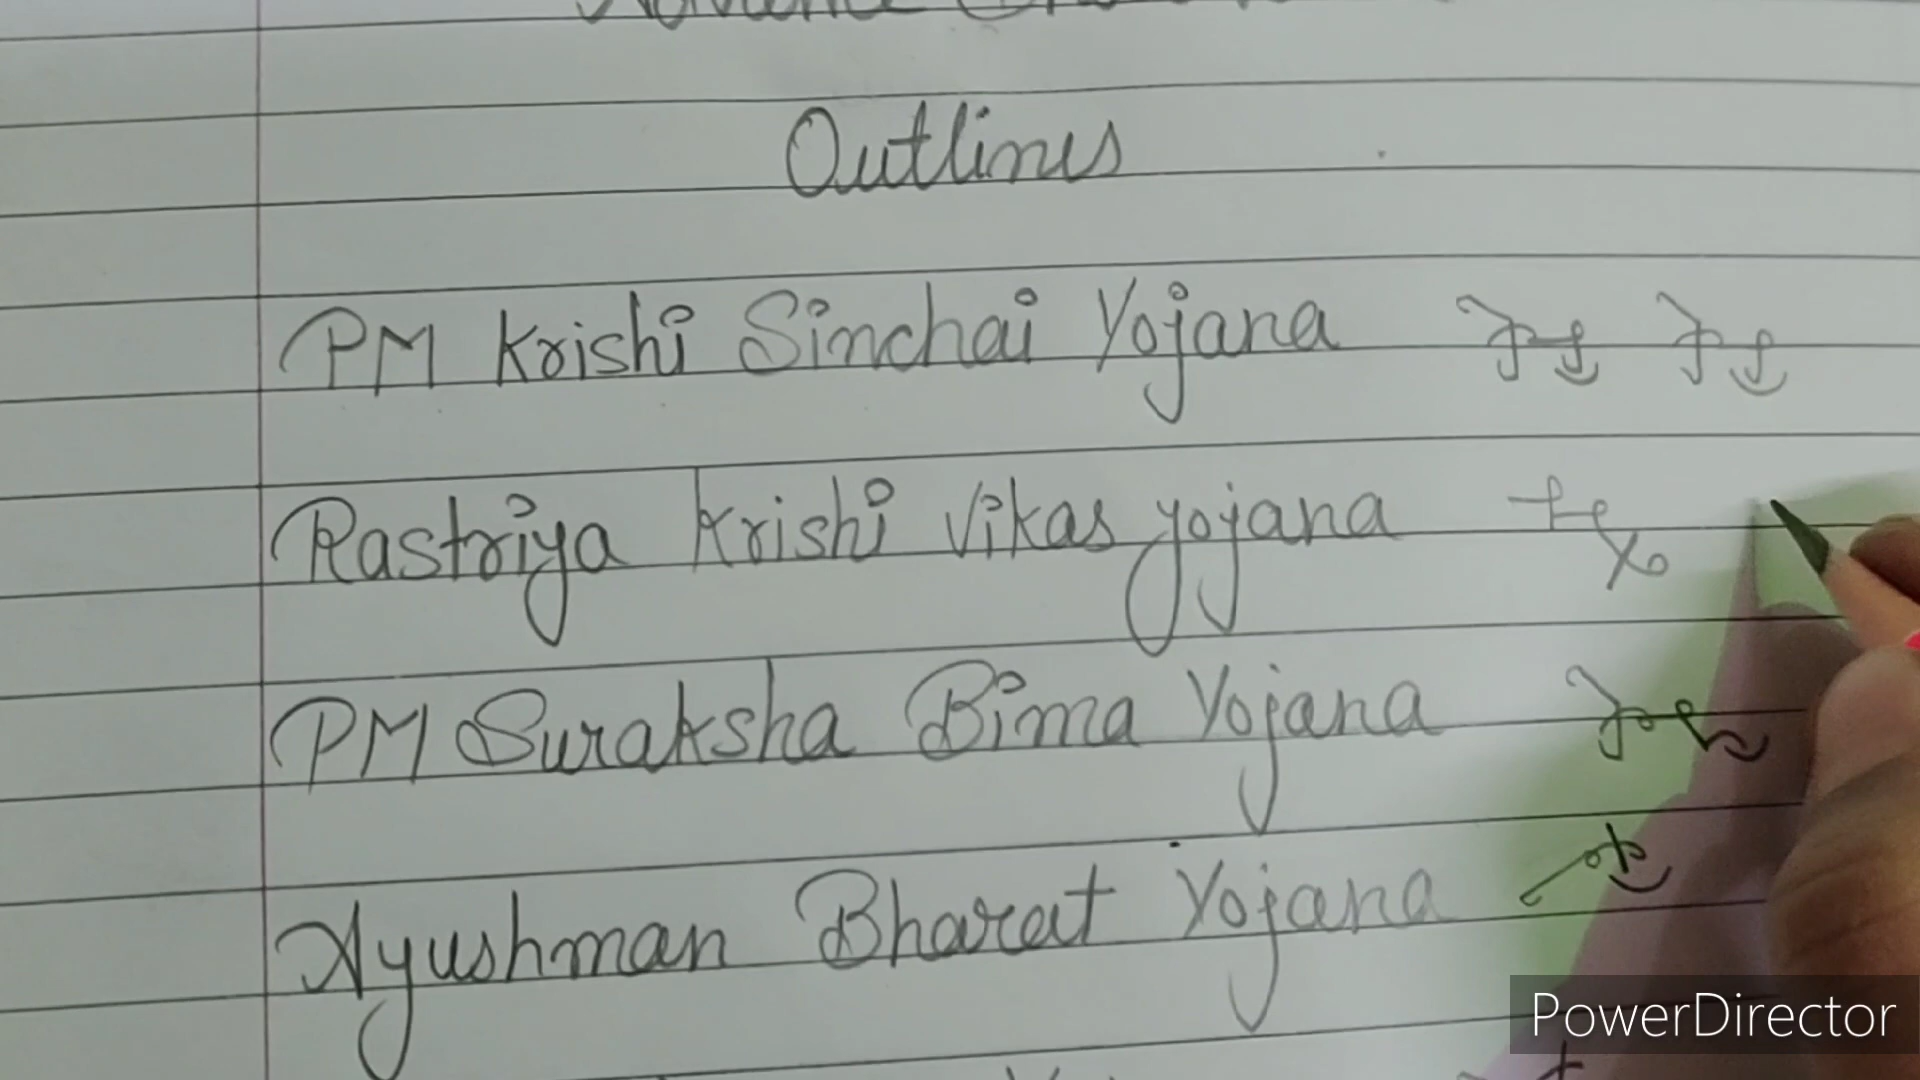 Outlines
PM Krishi Sinchai Yojana
Rastriya Krishi Vikas yojana
PM Suraksha Bima Yojana
Ayushman Bharat Yojana
PowerDirector